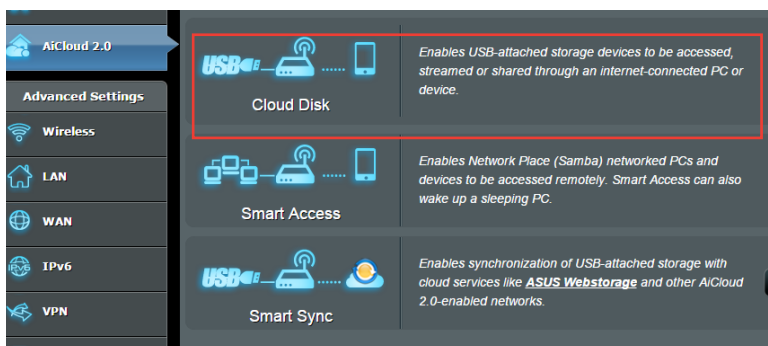 AiCloud 2.0
Advanced Settings
Wireless
LAN
WAN
IPv6
IPv6
VPN
USB
Cloud Disk
Enables USB-attached storage devices to be accessed,
streamed or shared through an internet-connected PC or
device.
Smart Access
Enables Network Place (Samba) networked PCs and
devices to be accessed remotely. Smart Access can also
wake up a sleeping PC.
USB
Smart Sync
Enables synchronization of USB-attached storage with
cloud services like ASUS Webstorage and other AiCloud
2.0-enabled networks.